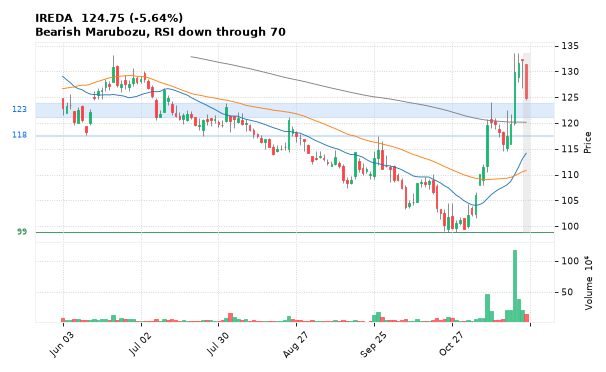 IREDA 124.75 (-5.64%)
Bearish Marubozu, RSI down through 70
135
130
125
120
115
110
105
100
Price
123
118
99
100
50
Volume 10⁶
Jun 03
Jul 02
Jul 30
Aug 27
Sep 25
Oct 27